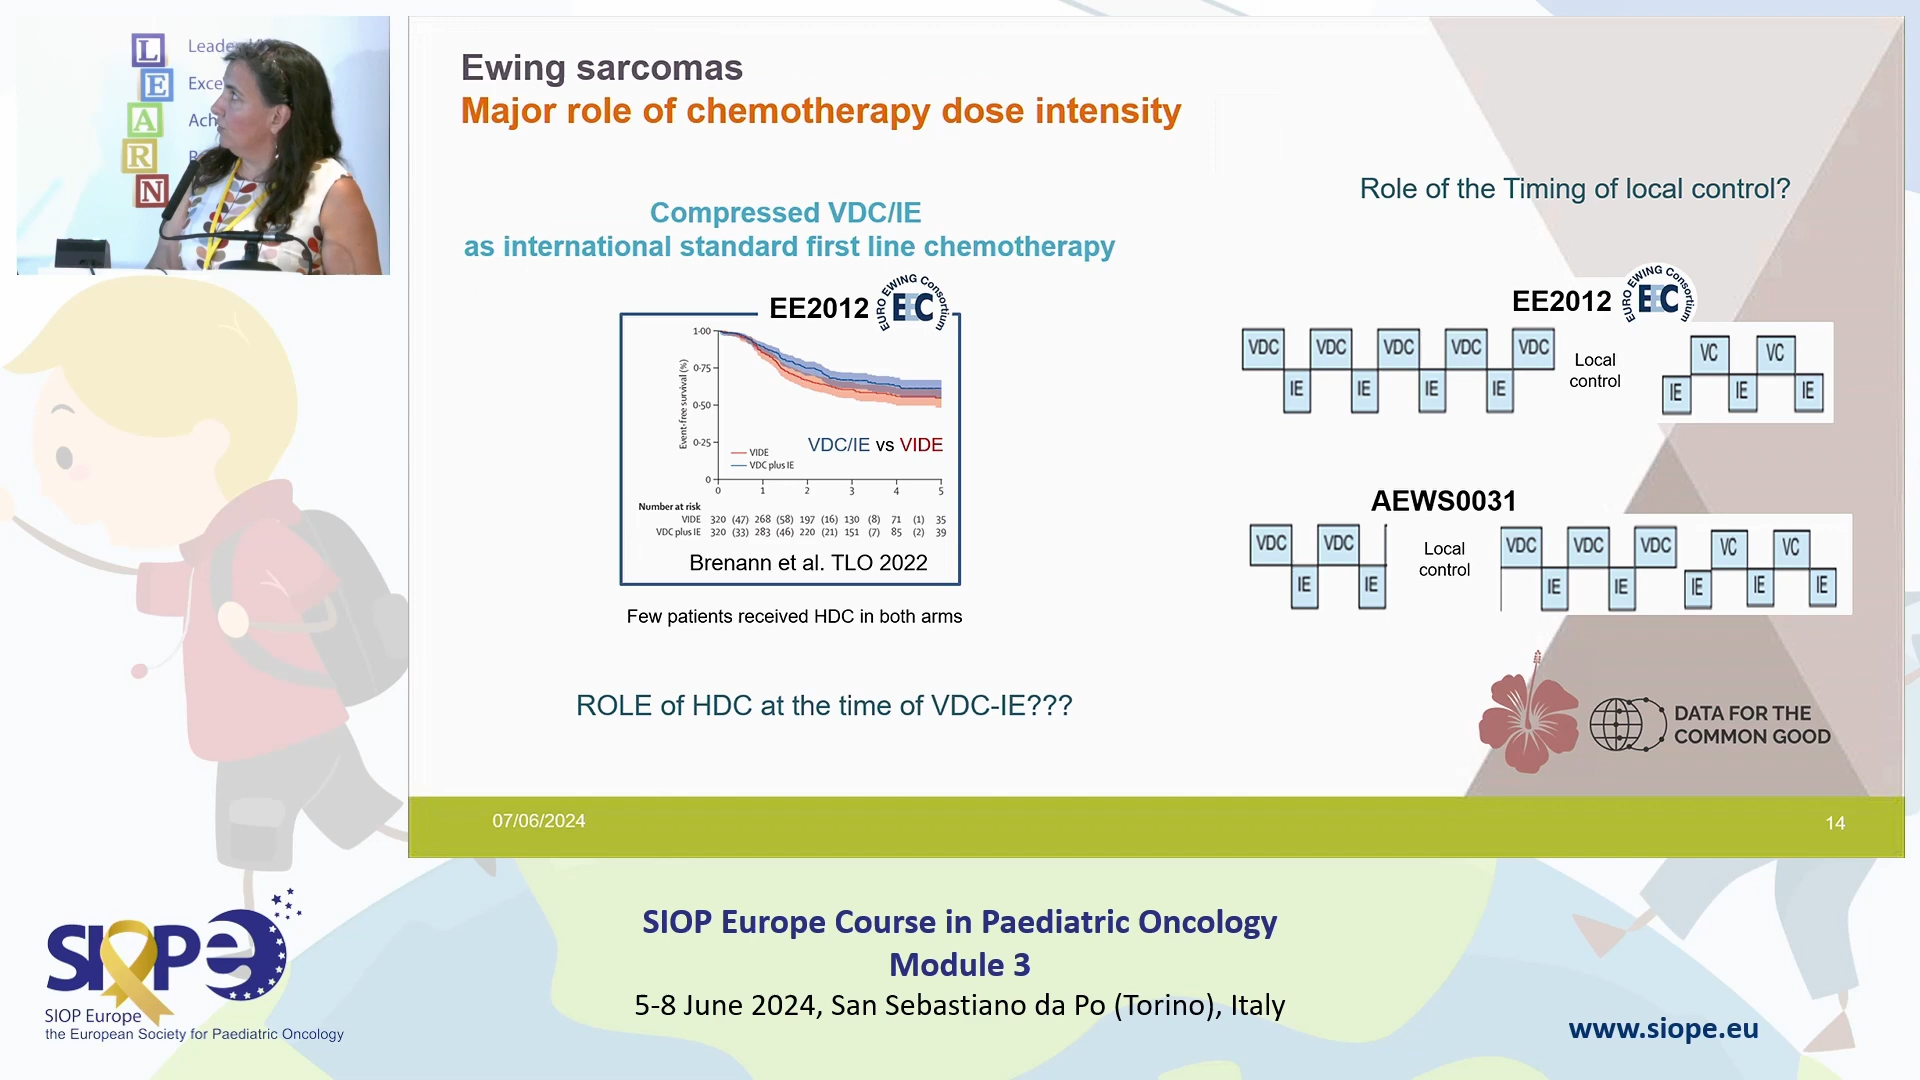 L Leade
E Exce
A Ach
R
N
Ewing sarcomas
Major role of chemotherapy dose intensity
Compressed VDC/IE
as international standard first line chemotherapy
EE2012
EURO EWING Consortium
EEC
1·00
0·75
0·50
0·25
0
Event-free survival (%)
VDC/IE vs VIDE
VIDE
VDC plus IE
0 1 2 3 4 5
Number at risk
VIDE 320 (47) 268 (58) 197 (16) 130 (8) 71 (1) 35
VDC plus IE 320 (33) 283 (46) 220 (21) 151 (7) 85 (2) 39
Brenann et al. TLO 2022
Few patients received HDC in both arms
ROLE of HDC at the time of VDC-IE???
Role of the Timing of local control?
EE2012
EURO EWING Consortium
EEC
VDC VDC VDC VDC VDC
IE IE IE IE
Local
control
VC VC
IE IE IE
AEWS0031
VDC VDC
IE IE
Local
control
VDC VDC VDC VC VC
IE IE IE IE IE
DATA FOR THE
COMMON GOOD
07/06/2024
14
SIOPe
SIOP Europe
the European Society for Paediatric Oncology
SIOP Europe Course in Paediatric Oncology
Module 3
5-8 June 2024, San Sebastiano da Po (Torino), Italy
www.siope.eu